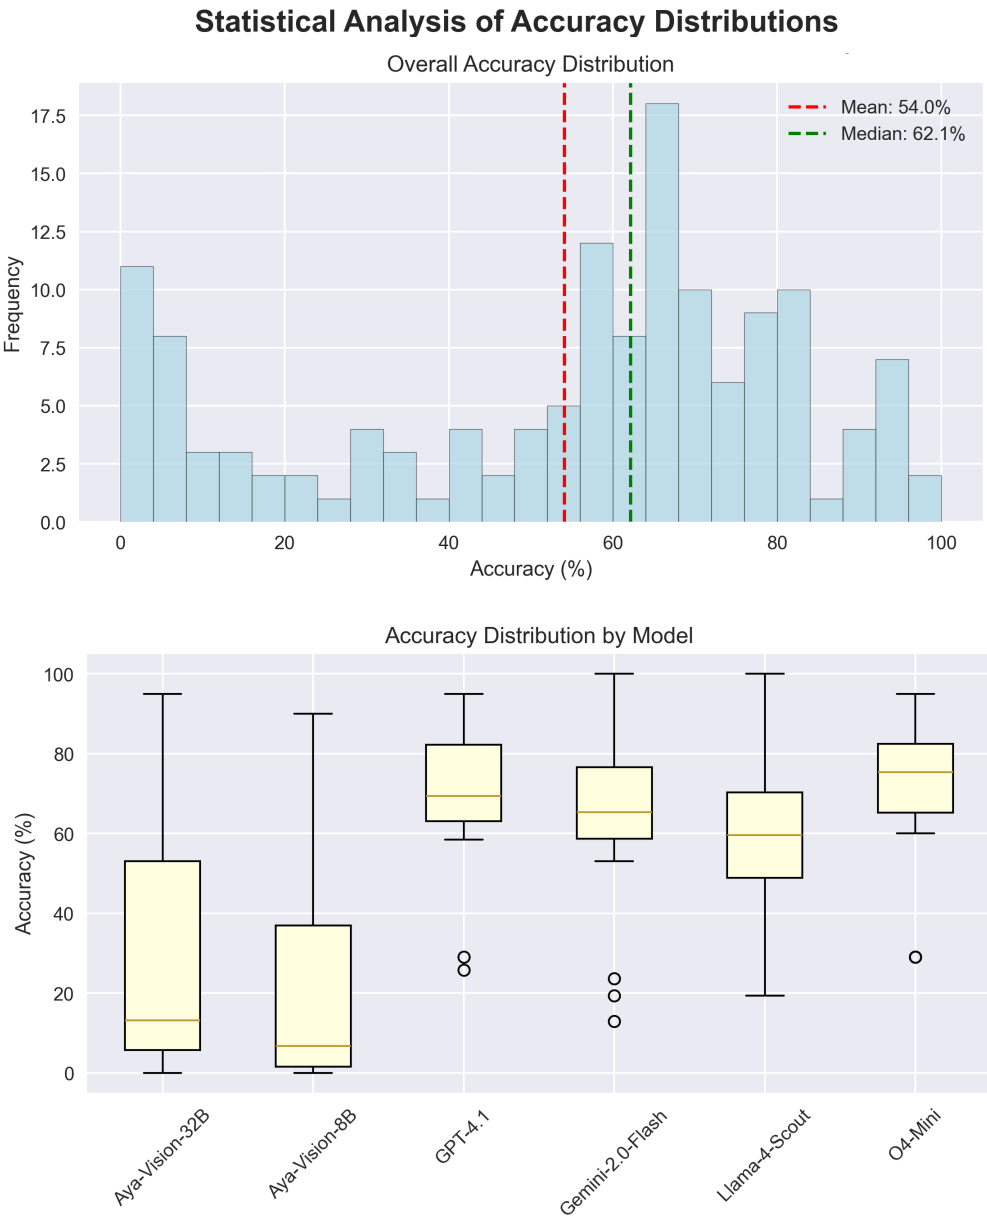 Statistical Analysis of Accuracy Distributions
Overall Accuracy Distribution
Mean: 54.0%
Median: 62.1%
Frequency
17.5
15.0
12.5
10.0
7.5
5.0
2.5
0.0
0 20 40 60 80 100
Accuracy (%)
Accuracy Distribution by Model
Accuracy (%)
100
80
60
40
20
0
Aya-Vision-32B
Aya-Vision-8B
GPT-4.1
Gemini-2.0-Flash
Llama-4-Scout
O4-Mini